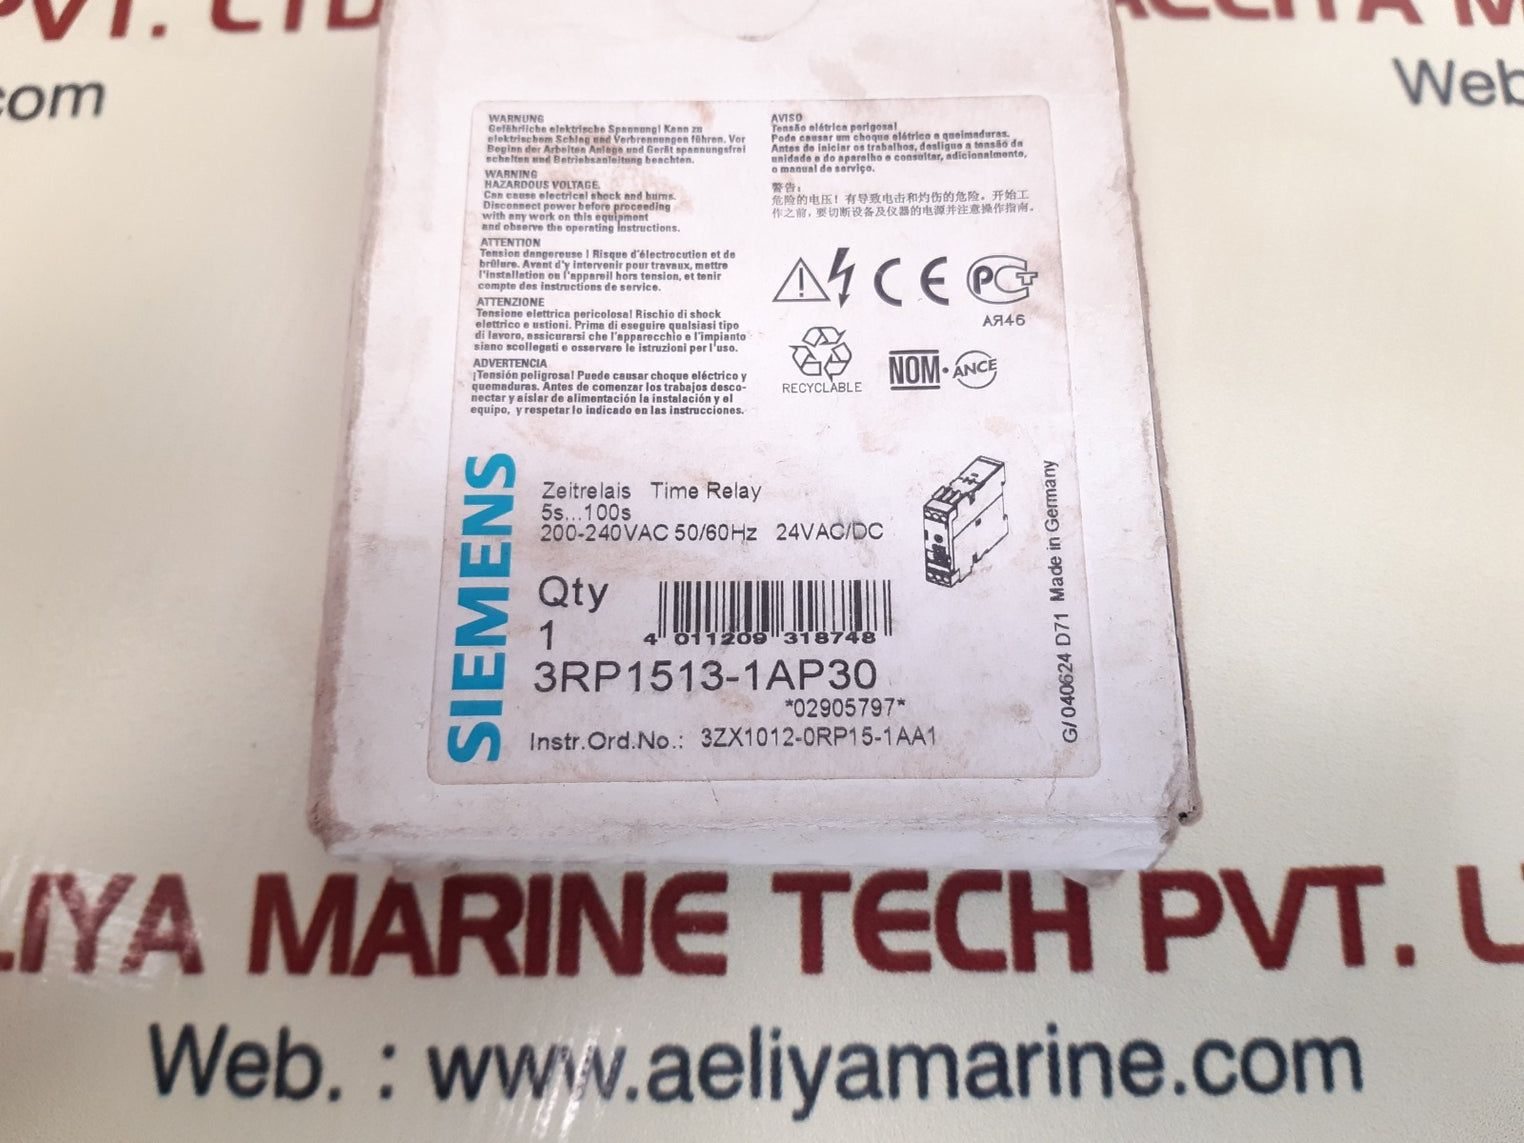 PVT. LTD
AELIYA M
.com
Web
WARNUNG
Gefährliche elektrische Spannung! Kann zu
elektrischem Schlag und Verbrennungen führen. Vor
Beginn der Arbeiten Anlage und Gerät spannungsfrei
schalten und Betriebsanleitung beachten.
WARNING
HAZARDOUS VOLTAGE.
Can cause electrical shock and burns.
Disconnect power before proceeding
with any work on this equipment
and observe the operating instructions.
ATTENTION
Tension dangereuse ! Risque d'électrocution et de
brûlure. Avant d'y intervenir pour travaux, mettre
l'installation ou l'appareil hors tension, et tenir
compte des instructions de service.
ATTENZIONE
Tensione elettrica pericolosa! Rischio di shock
elettrico e ustioni. Prima di eseguire qualsiasi tipo
di lavoro, assicurarsi che l'apparecchio e l'impianto
siano scollegati e osservare le istruzioni per l'uso.
ADVERTENCIA
¡Tensión peligrosa! Puede causar choque eléctrico y
quemaduras. Antes de comenzar los trabajos desco-
nectar y aislar de alimentación la instalación y el
equipo, y respetar lo indicado en las instrucciones.
AVISO
Tensão elétrica perigosa!
Pode causar um choque elétrico e queimaduras.
Antes de iniciar os trabalhos, desligue a tensão da
unidade e do aparelho e consultar, adicionalmente,
o manual de serviço.
警告:
危险的电压!有导致电击和灼伤的危险。开始工
作之前,要切断设备及仪器的电源并注意操作指南。
CE
PCT
АЯ46
RECYCLABLE
NOM·ANCE
SIEMENS
Zeitrelais Time Relay
5s...100s
200-240VAC 50/60Hz 24VAC/DC
Qty
1
4 011209 318748
3RP1513-1AP30
*02905797*
Instr.Ord.No.: 3ZX1012-0RP15-1AA1
G/040624 D71 Made in Germany
LIYA MARINE TECH PVT. LT
Web. : www.aeliyamarine.com